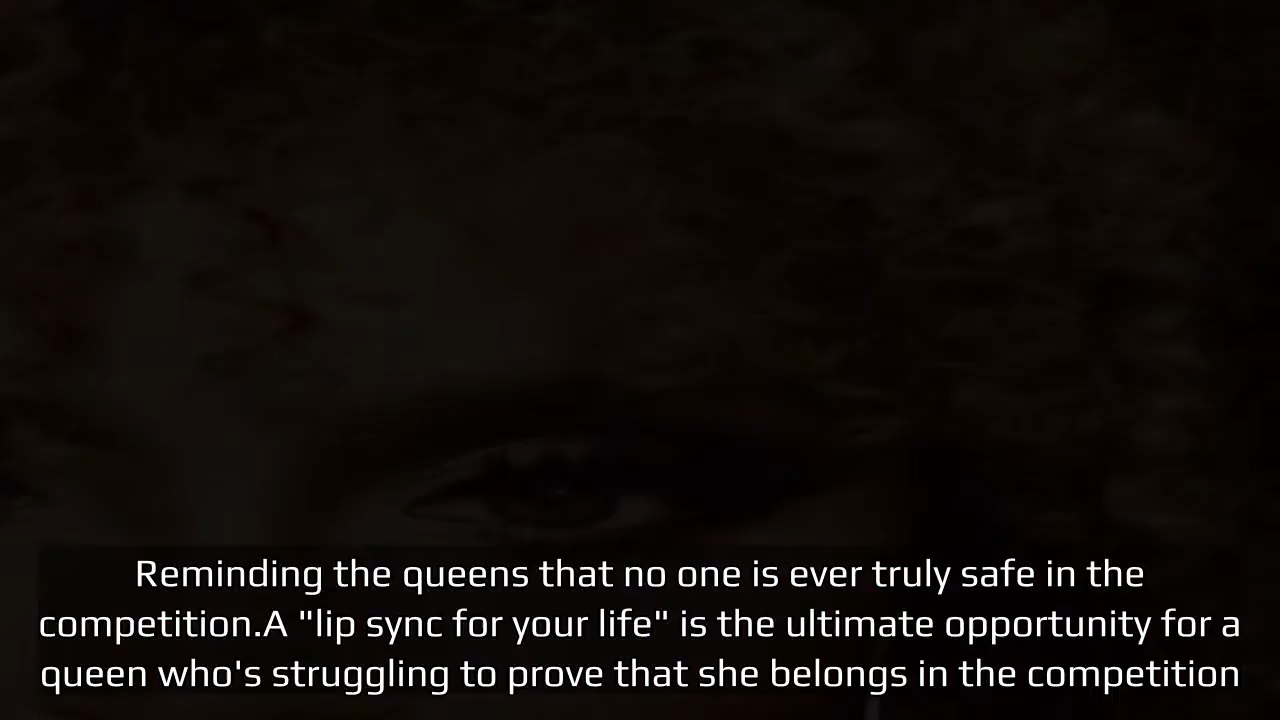 Reminding the queens that no one is ever truly safe in the
competition.A "lip sync for your life" is the ultimate opportunity for a
queen who's struggling to prove that she belongs in the competition